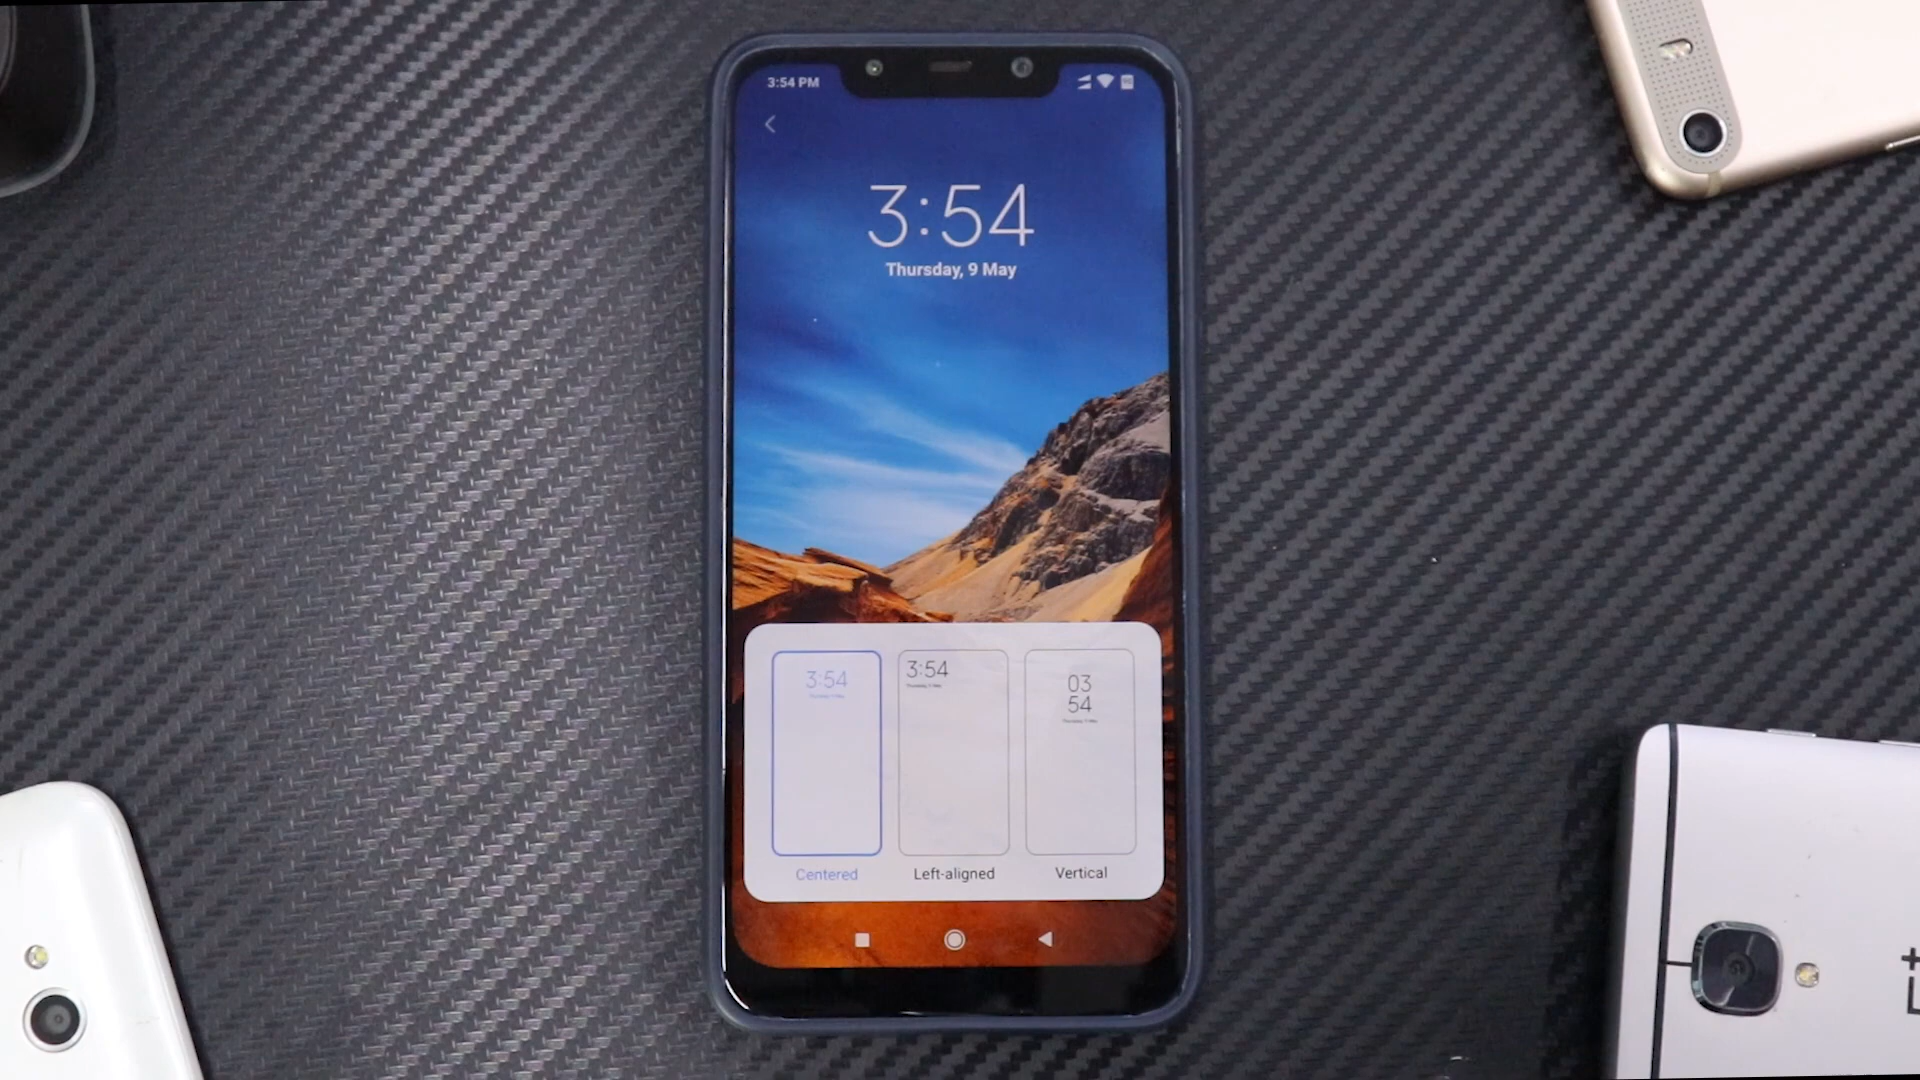 3:54 PM
3:54
Thursday, 9 May
3:54
3:54
03
54
Centered
Left-aligned
Vertical